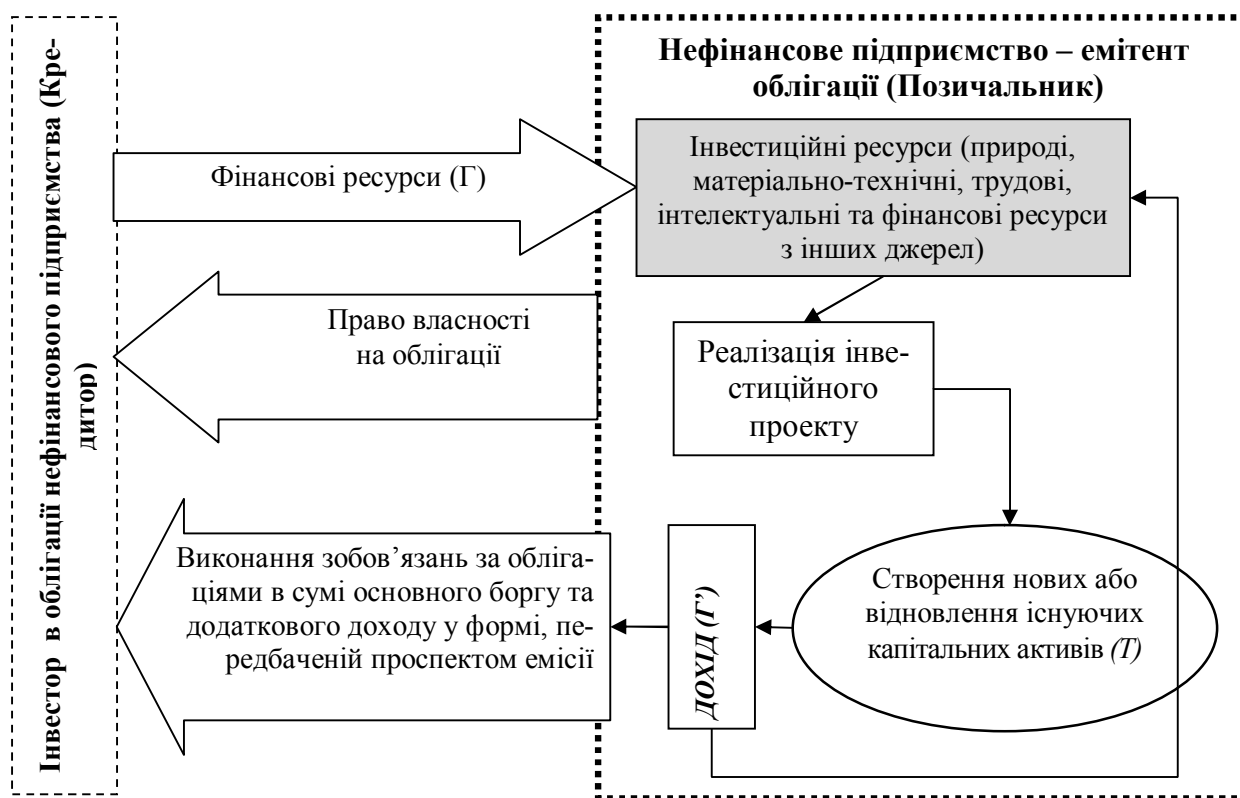 Інвестор в облігації нефінансового підприємства (Кре-
дитор)
Нефінансове підприємство – емітент
облігації (Позичальник)
Фінансові ресурси (Г)
Інвестиційні ресурси (природі,
матеріально-технічні, трудові,
інтелектуальні та фінансові ресурси
з інших джерел)
Право власності
на облігації
Реалізація інве-
стиційного
проекту
Виконання зобов’язань за обліга-
ціями в сумі основного боргу та
додаткового доходу у формі, пе-
редбаченій проспектом емісії
ДОХІД (Г’)
Створення нових або
відновлення існуючих
капітальних активів (Т)